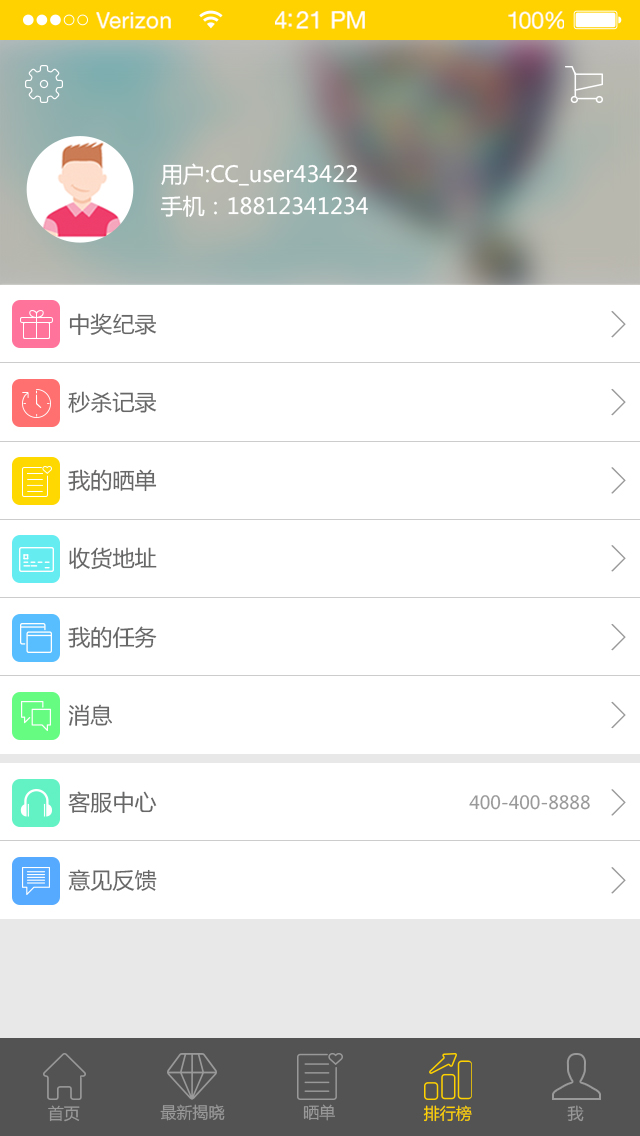 Verizon 4:21 PM 100%
用户:CC_user43422
手机：18812341234
中奖纪录
秒杀记录
我的晒单
收货地址
我的任务
消息
客服中心 400-400-8888
意见反馈
首页 最新揭晓 晒单 排行榜 我